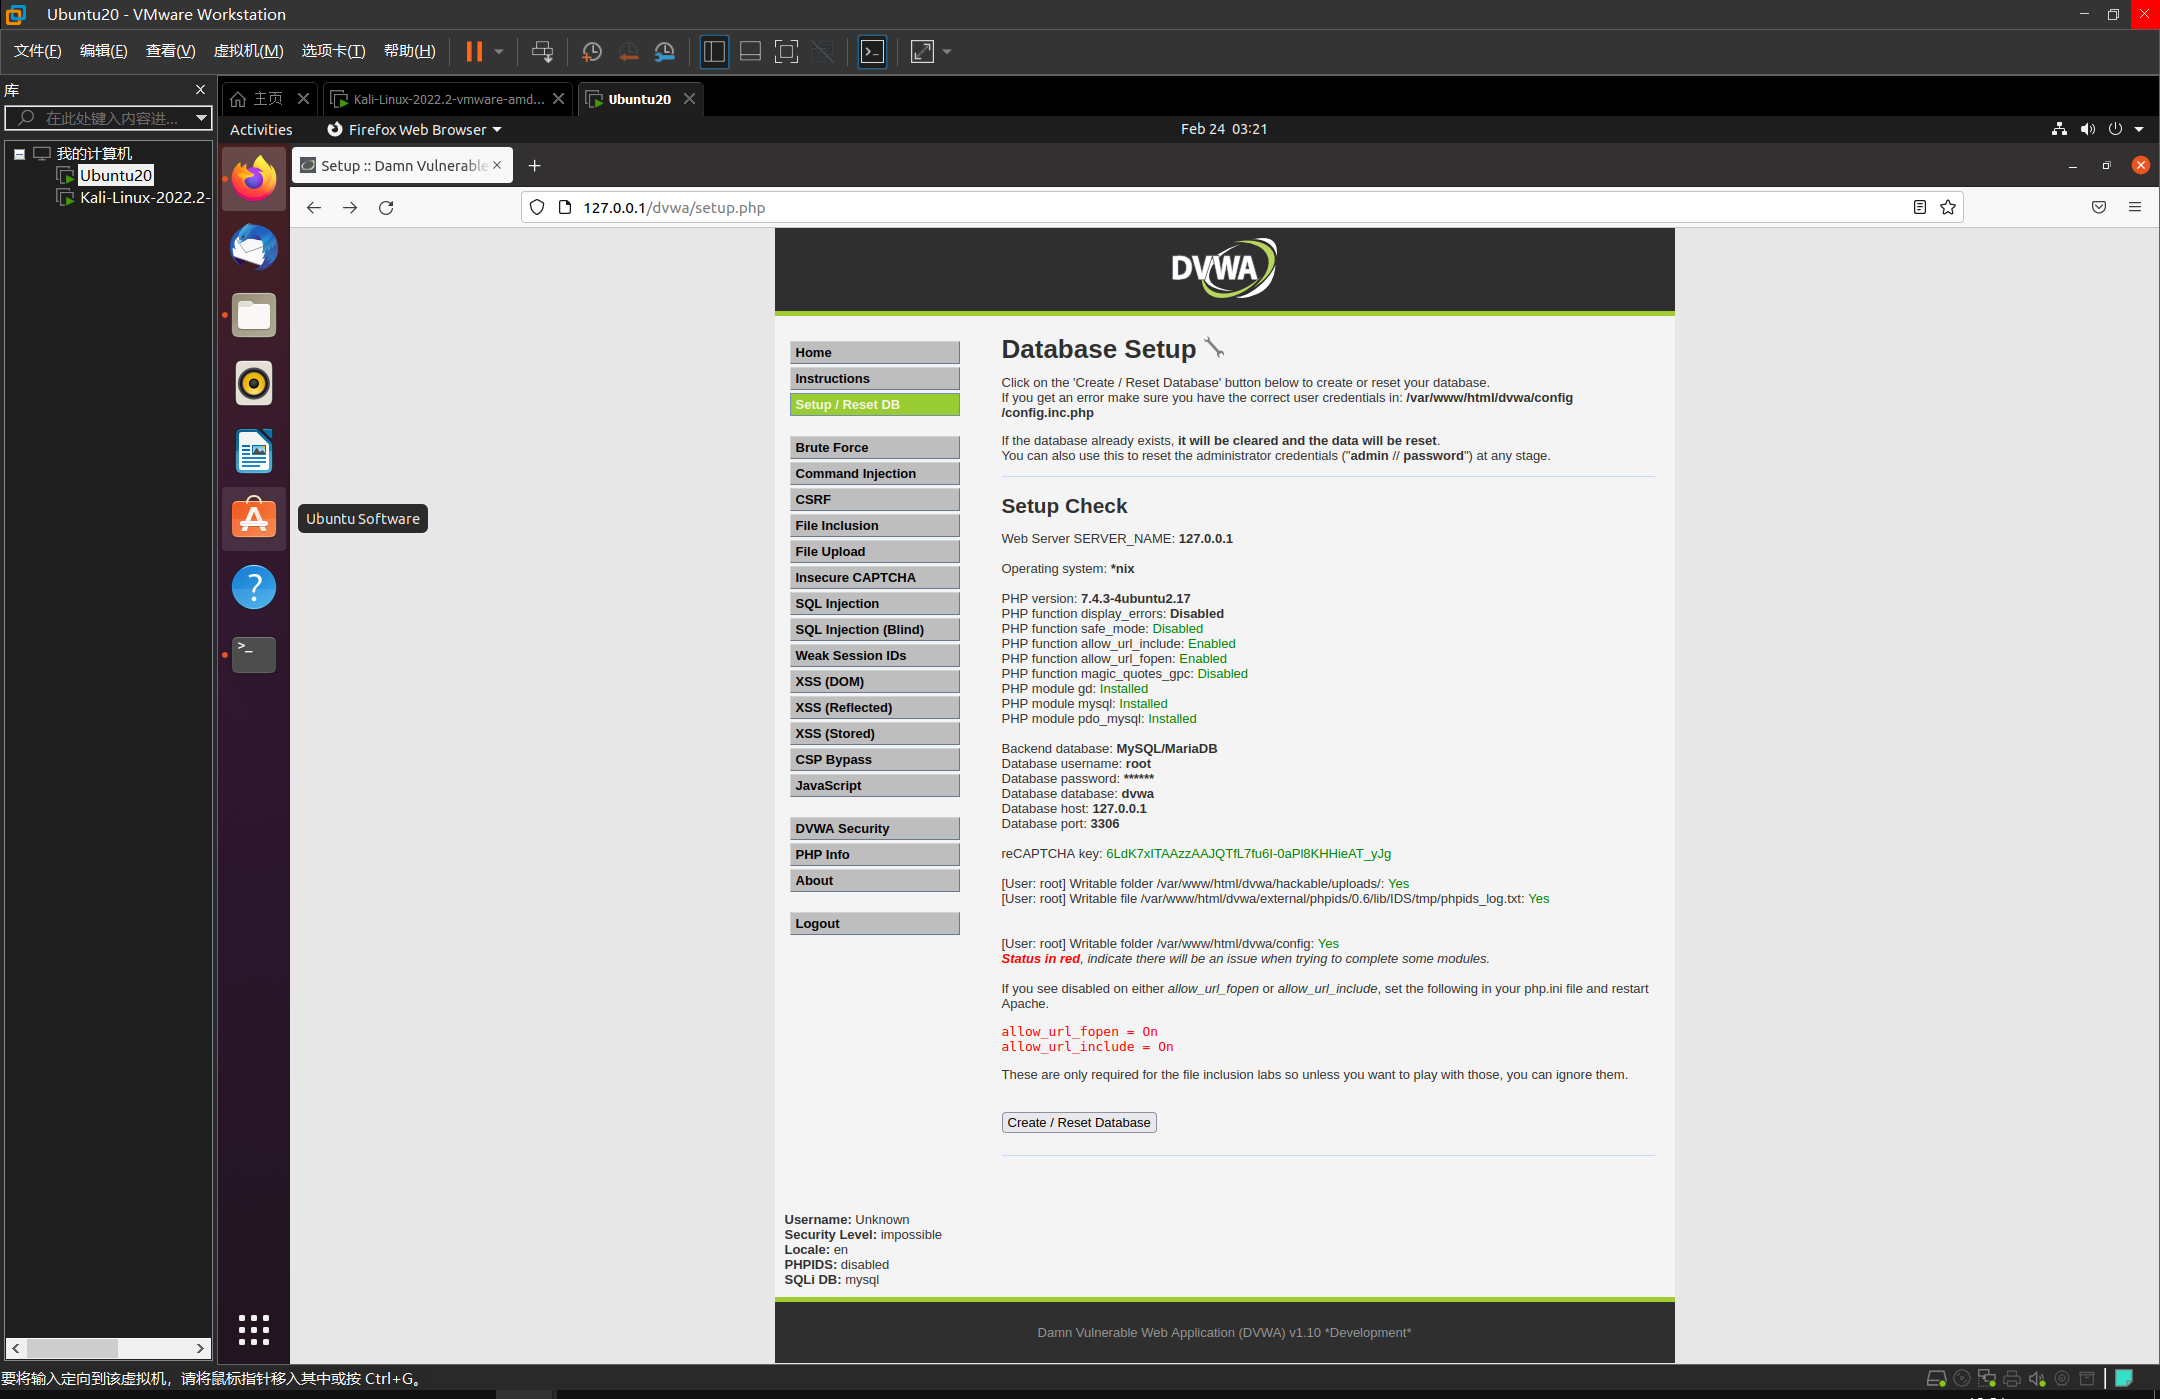 Ubuntu20 - VMware Workstation
文件(F) 编辑(E) 查看(V) 虚拟机(M) 选项卡(T) 帮助(H)
库
在此处键入内容进...
我的计算机
Ubuntu20
Kali-Linux-2022.2-
主页
Kali-Linux-2022.2-vmware-amd...
Ubuntu20
Activities
Firefox Web Browser
Feb 24 03:21
Setup :: Damn Vulnerable
127.0.0.1/dvwa/setup.php
Ubuntu Software
DVWA
Home
Instructions
Setup / Reset DB
Brute Force
Command Injection
CSRF
File Inclusion
File Upload
Insecure CAPTCHA
SQL Injection
SQL Injection (Blind)
Weak Session IDs
XSS (DOM)
XSS (Reflected)
XSS (Stored)
CSP Bypass
JavaScript
DVWA Security
PHP Info
About
Logout
Database Setup
Click on the 'Create / Reset Database' button below to create or reset your database.
If you get an error make sure you have the correct user credentials in: /var/www/html/dvwa/config
/config.inc.php
If the database already exists, it will be cleared and the data will be reset.
You can also use this to reset the administrator credentials ("admin // password") at any stage.
Setup Check
Web Server SERVER_NAME: 127.0.0.1
Operating system: *nix
PHP version: 7.4.3-4ubuntu2.17
PHP function display_errors: Disabled
PHP function safe_mode: Disabled
PHP function allow_url_include: Enabled
PHP function allow_url_fopen: Enabled
PHP function magic_quotes_gpc: Disabled
PHP module gd: Installed
PHP module mysql: Installed
PHP module pdo_mysql: Installed
Backend database: MySQL/MariaDB
Database username: root
Database password: ******
Database database: dvwa
Database host: 127.0.0.1
Database port: 3306
reCAPTCHA key: 6LdK7xITAAzzAAJQTfL7fu6I-0aPl8KHHieAT_yJg
[User: root] Writable folder /var/www/html/dvwa/hackable/uploads/: Yes
[User: root] Writable file /var/www/html/dvwa/external/phpids/0.6/lib/IDS/tmp/phpids_log.txt: Yes
[User: root] Writable folder /var/www/html/dvwa/config: Yes
Status in red, indicate there will be an issue when trying to complete some modules.
If you see disabled on either allow_url_fopen or allow_url_include, set the following in your php.ini file and restart
Apache.
allow_url_fopen = On
allow_url_include = On
These are only required for the file inclusion labs so unless you want to play with those, you can ignore them.
Create / Reset Database
Username: Unknown
Security Level: impossible
Locale: en
PHPIDS: disabled
SQLi DB: mysql
Damn Vulnerable Web Application (DVWA) v1.10 *Development*
要将输入定向到该虚拟机，请将鼠标指针移入其中或按 Ctrl+G。